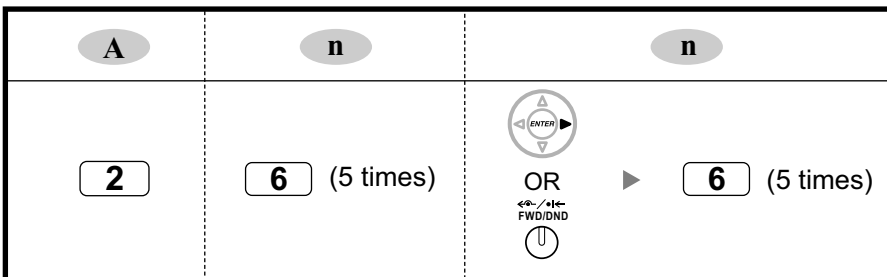 A n n
ENTER
2 6 (5 times) OR 6 (5 times)
FWD/DND